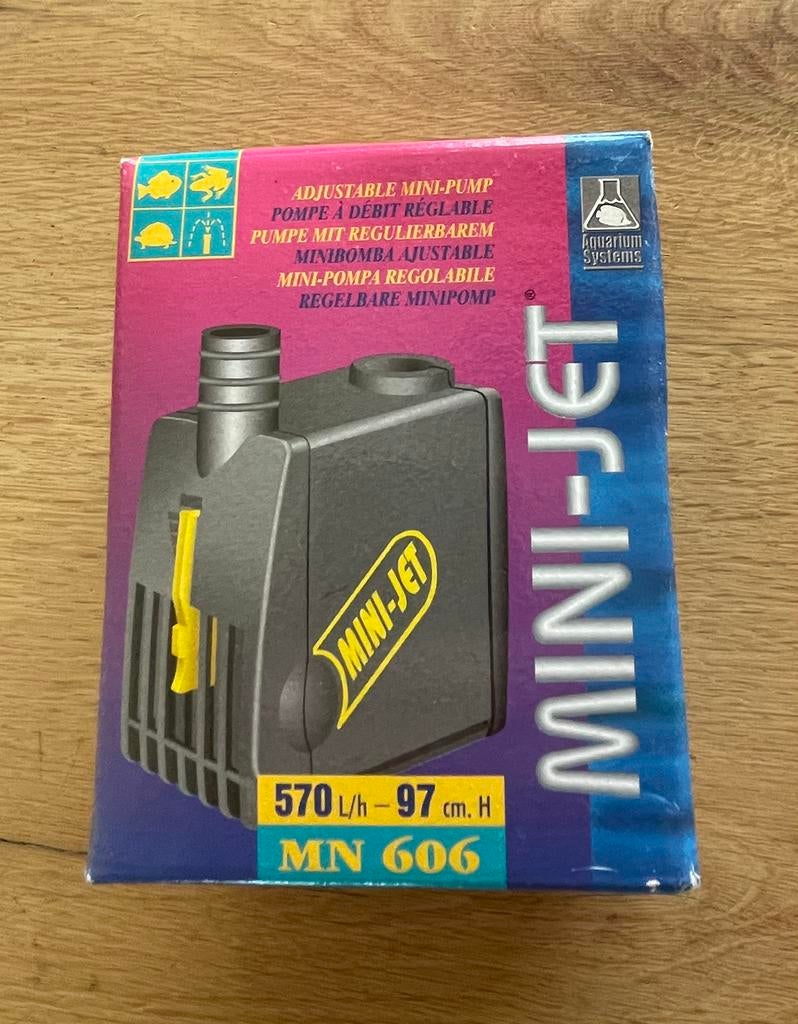 ADJUSTABLE MINI-PUMP
POMPE À DÉBIT RÉGLABLE
PUMPE MIT REGULIERBAREM
MINIBOMBA AJUSTABLE
MINI-POMPA REGOLABILE
REGELBARE MINIPOMP
Aquarium
Systems
MINI-JET®
MINI-JET
570 L/h – 97 cm. H
MN 606